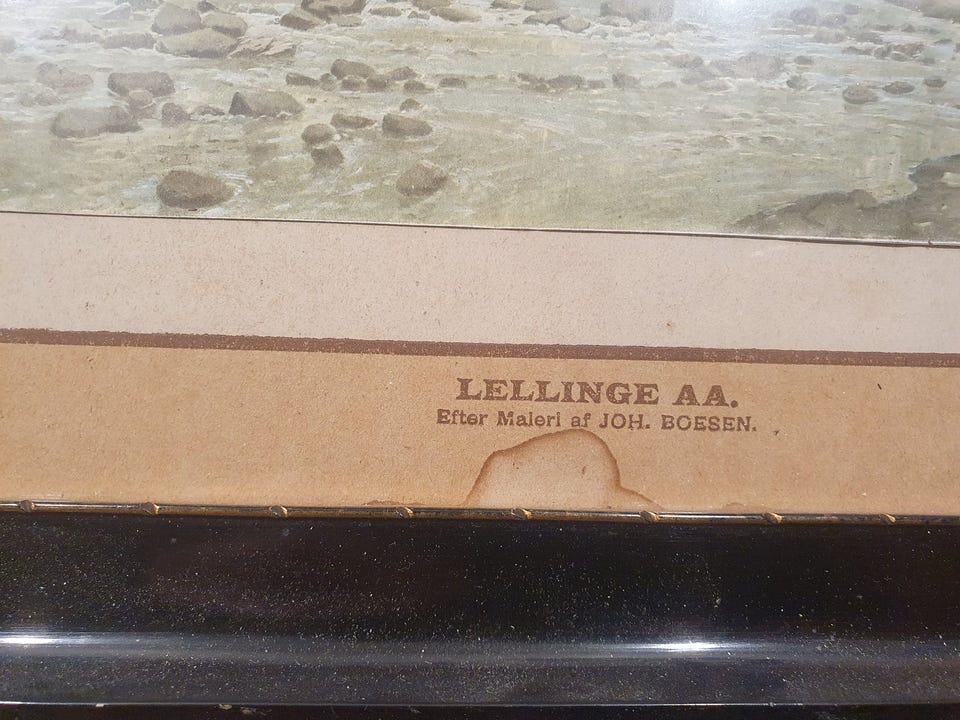 LELLINGE AA.
Efter Maleri af JOH. BOESEN.